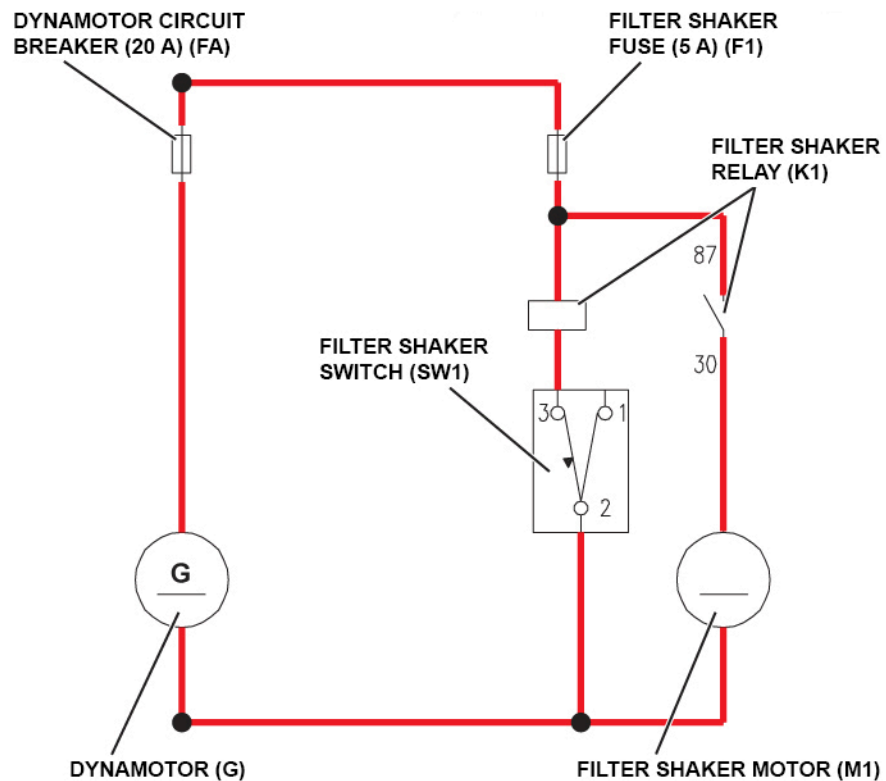 DYNAMOTOR CIRCUIT
BREAKER (20 A) (FA)
FILTER SHAKER
FUSE (5 A) (F1)
FILTER SHAKER
RELAY (K1)
87
FILTER SHAKER
SWITCH (SW1)
30
3
1
2
G
DYNAMOTOR (G)
FILTER SHAKER MOTOR (M1)